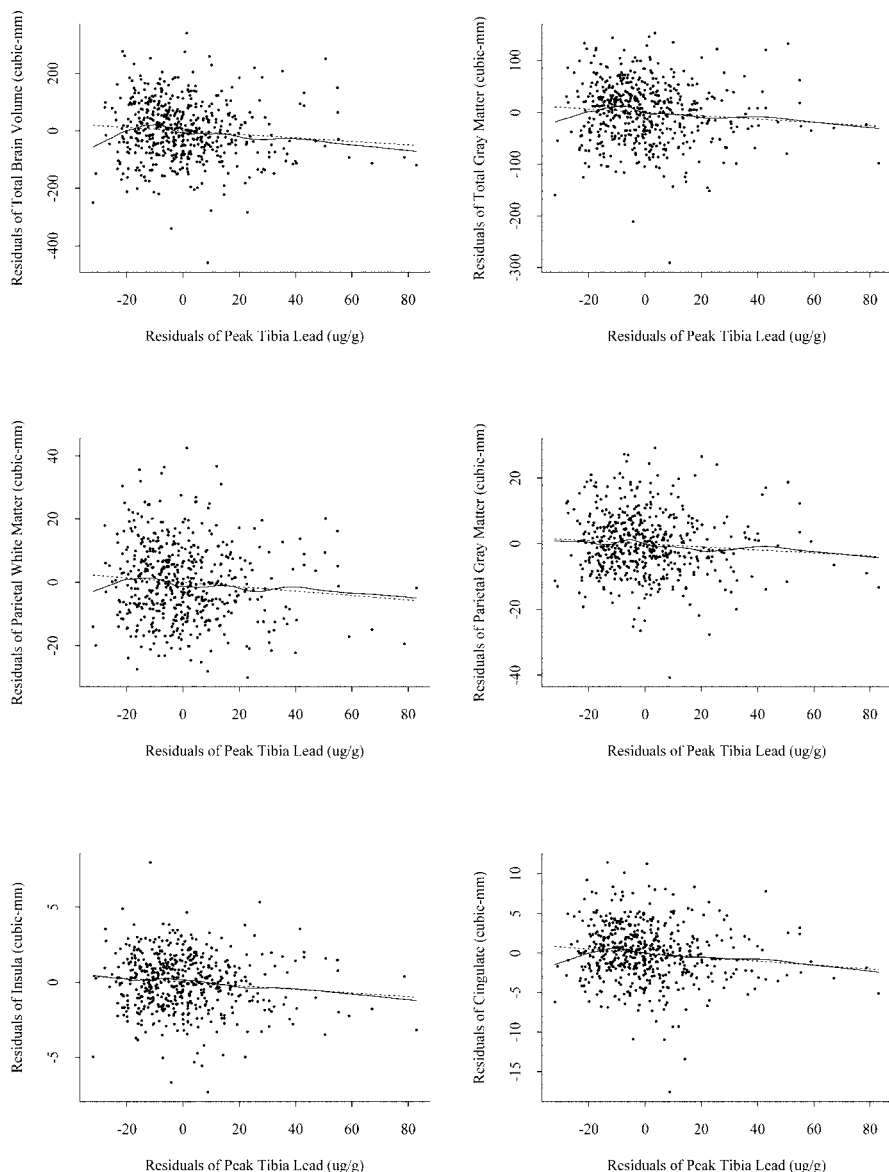 Residuals of Total Brain Volume (cubic-mm)
200
0
-200
-400
-20 0 20 40 60 80
Residuals of Peak Tibia Lead (ug/g)
Residuals of Total Gray Matter (cubic-mm)
100
0
-100
-200
-300
-20 0 20 40 60 80
Residuals of Peak Tibia Lead (ug/g)
Residuals of Parietal White Matter (cubic-mm)
40
20
0
-20
-20 0 20 40 60 80
Residuals of Peak Tibia Lead (ug/g)
Residuals of Parietal Gray Matter (cubic-mm)
20
0
-20
-40
-20 0 20 40 60 80
Residuals of Peak Tibia Lead (ug/g)
Residuals of Insula (cubic-mm)
5
0
-5
-20 0 20 40 60 80
Residuals of Peak Tibia Lead (ug/g)
Residuals of Cingulate (cubic-mm)
10
5
0
-5
-10
-15
-20 0 20 40 60 80
Residuals of Peak Tibia Lead (ug/g)